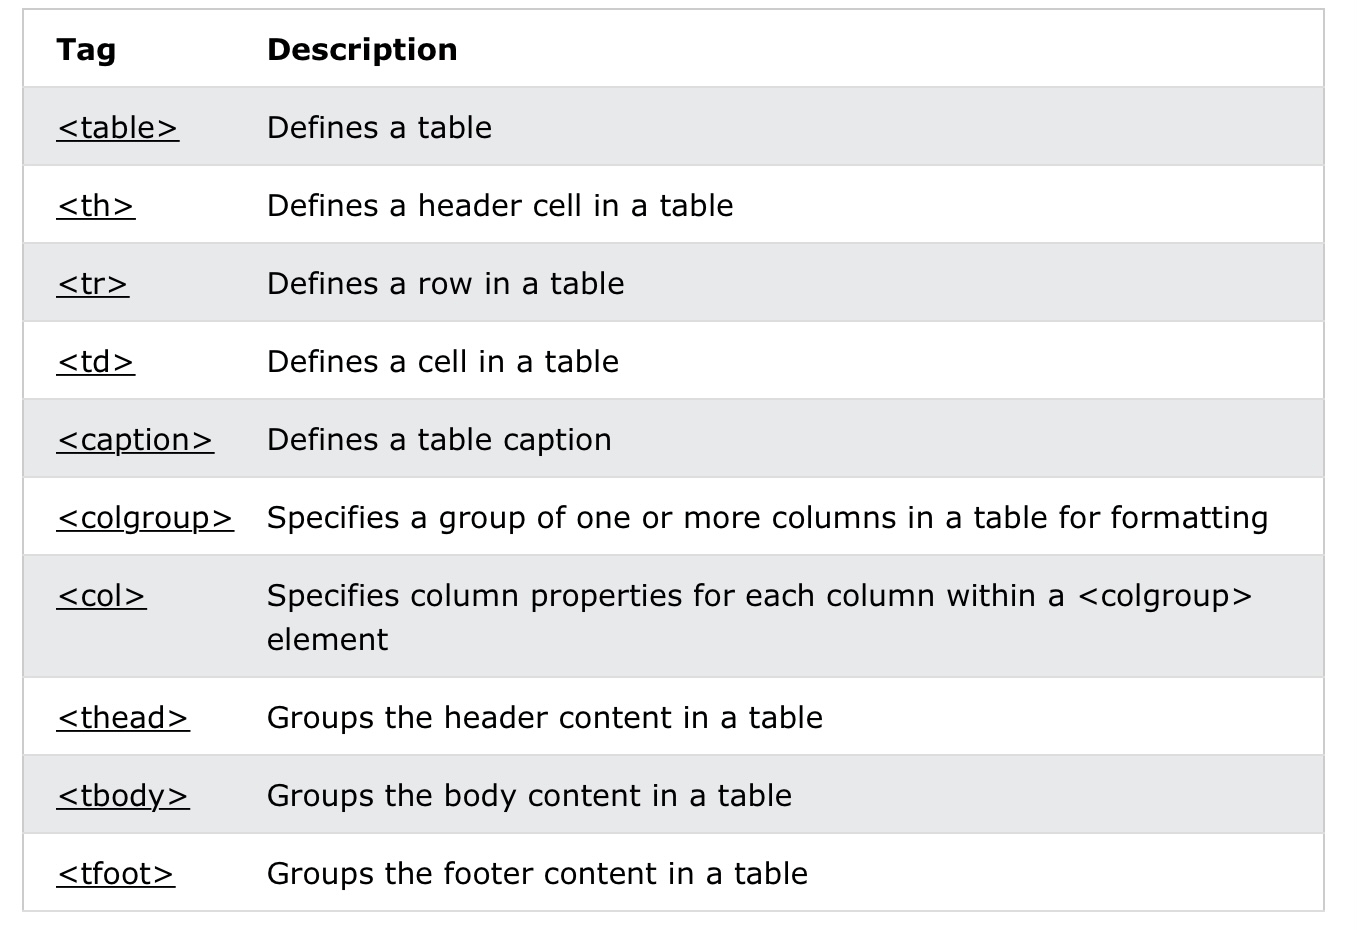 Tag Description
<table> Defines a table
<th> Defines a header cell in a table
<tr> Defines a row in a table
<td> Defines a cell in a table
<caption> Defines a table caption
<colgroup> Specifies a group of one or more columns in a table for formatting
<col> Specifies column properties for each column within a <colgroup>
element
<thead> Groups the header content in a table
<tbody> Groups the body content in a table
<tfoot> Groups the footer content in a table